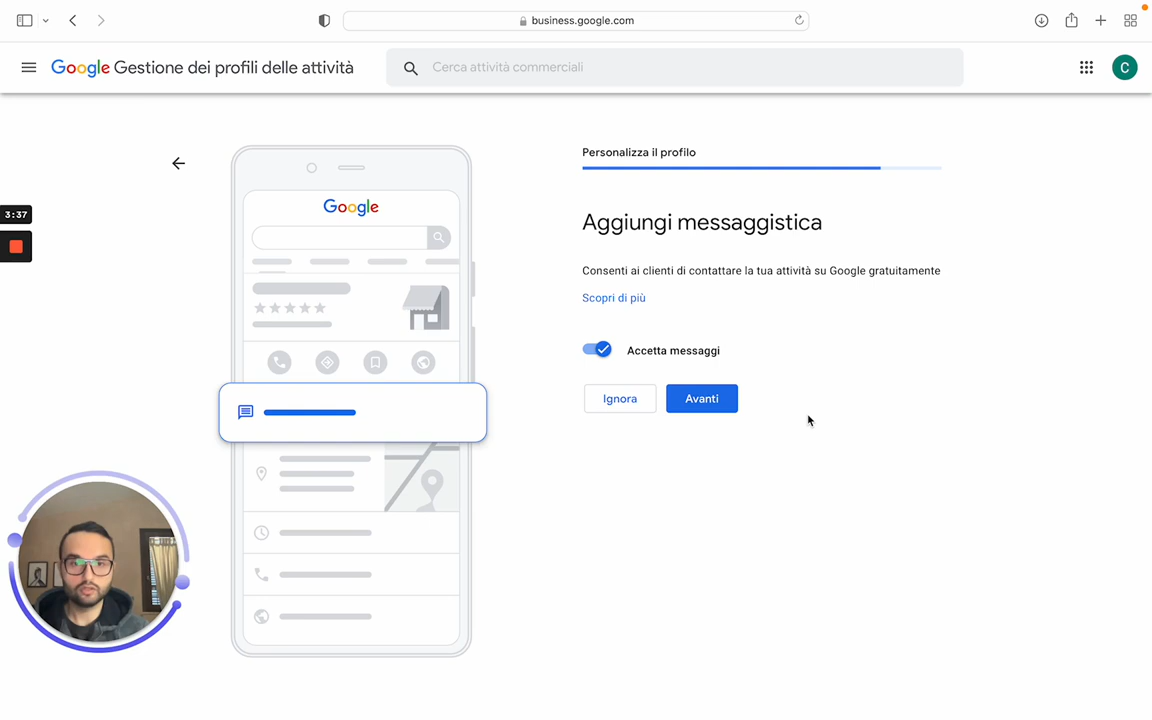 business.google.com
Google Gestione dei profili delle attività
Cerca attività commerciali
C
Personalizza il profilo
3:37
Google
Aggiungi messaggistica
Consenti ai clienti di contattare la tua attività su Google gratuitamente
Scopri di più
Accetta messaggi
Ignora
Avanti